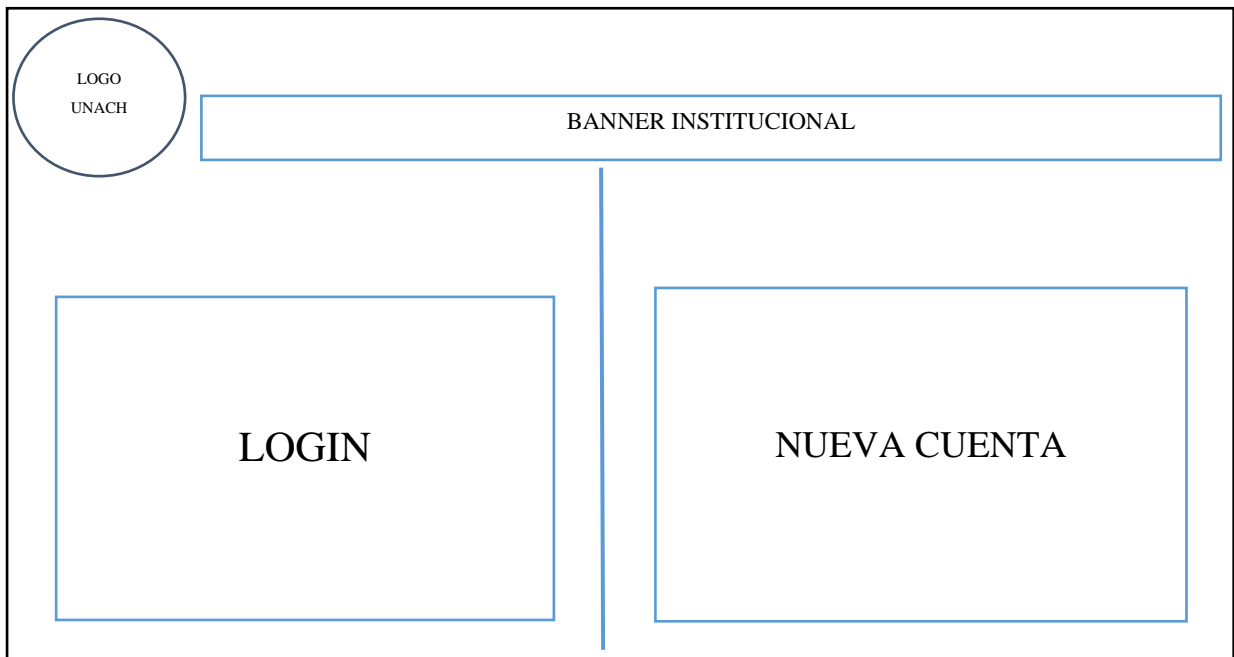 LOGO
UNACH
BANNER INSTITUCIONAL
LOGIN
NUEVA CUENTA